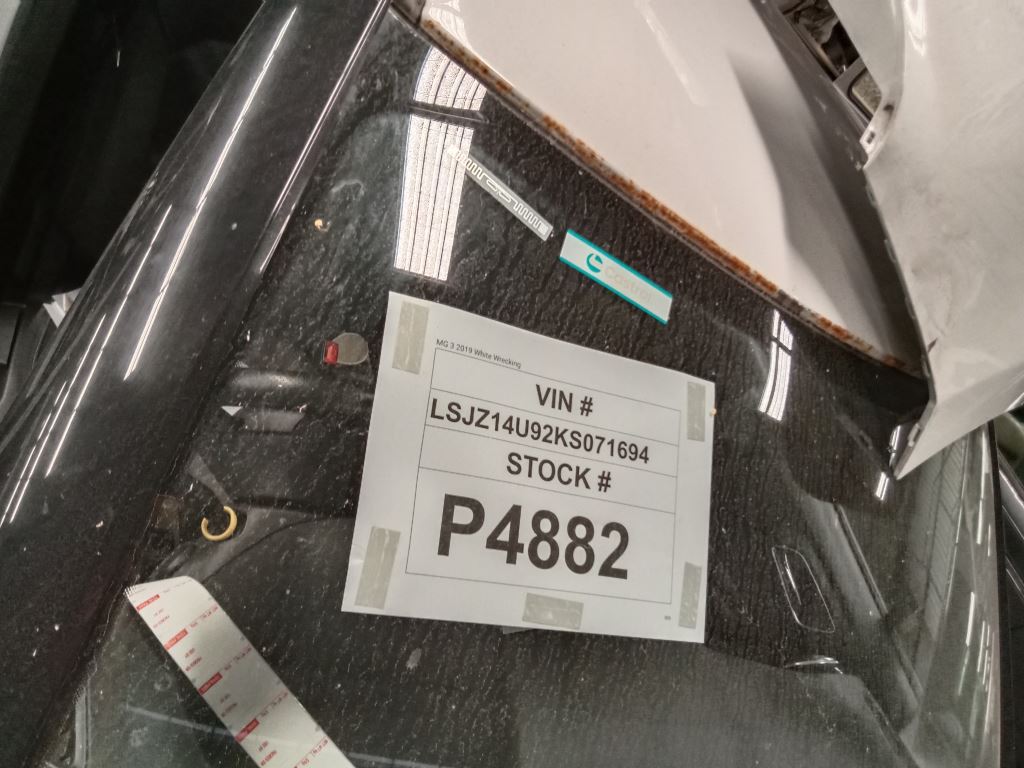 Castrol
MG 3 2019 White Wrecking
VIN #
LSJZ14U92KS071694
STOCK #
P4882